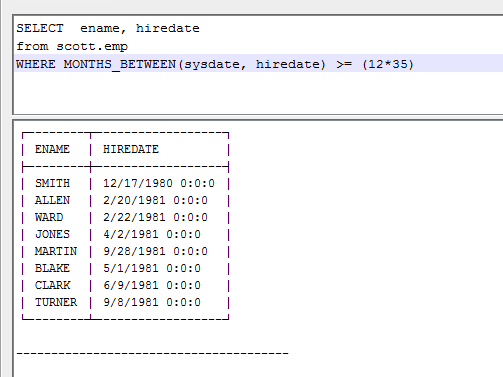 SELECT  ename, hiredate
from scott.emp
WHERE MONTHS_BETWEEN(sysdate, hiredate) >= (12*35)
ENAME HIREDATE
SMITH 12/17/1980 0:0:0
ALLEN 2/20/1981 0:0:0
WARD 2/22/1981 0:0:0
JONES 4/2/1981 0:0:0
MARTIN 9/28/1981 0:0:0
BLAKE 5/1/1981 0:0:0
CLARK 6/9/1981 0:0:0
TURNER 9/8/1981 0:0:0